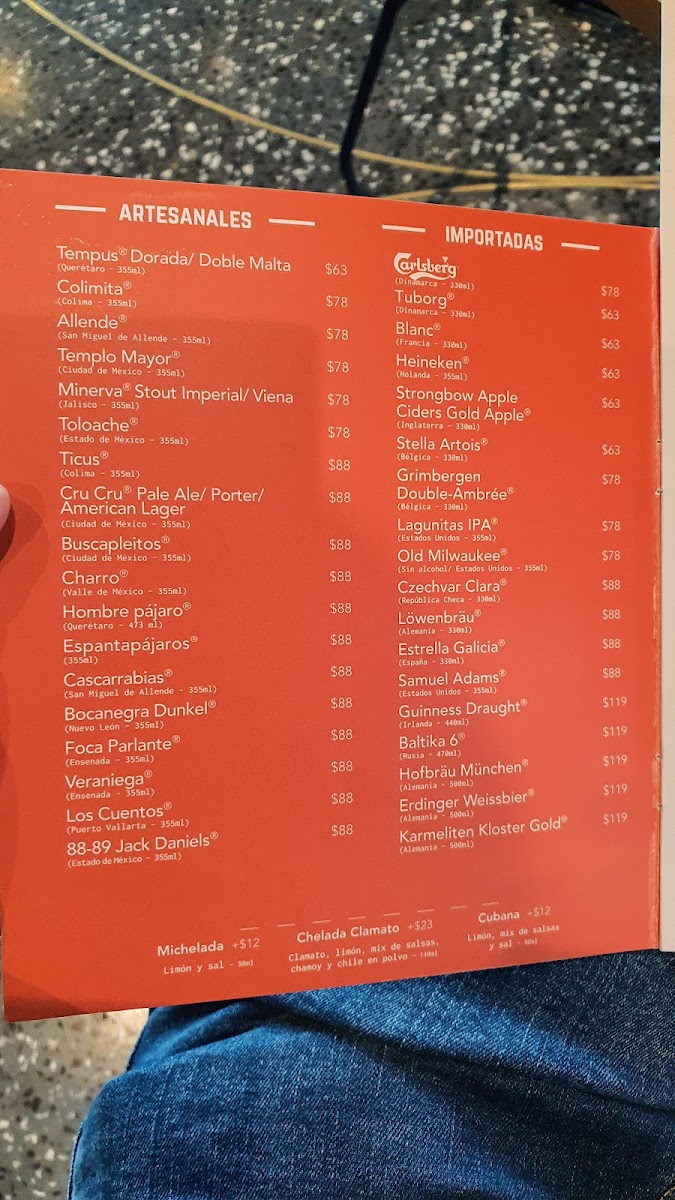 ARTESANALES
Tempus® Dorada/ Doble Malta $63
(Querétaro - 355ml)
Colimita® $78
(Colima - 355ml)
Allende® $78
(San Miguel de Allende - 355ml)
Templo Mayor® $78
(Ciudad de México - 355ml)
Minerva® Stout Imperial/ Viena $78
(Jalisco - 355ml)
Toloache® $78
(Estado de México - 355ml)
Ticus® $88
(Colima - 355ml)
Cru Cru® Pale Ale/ Porter/ $88
American Lager
(Ciudad de México - 355ml)
Buscapleitos® $88
(Ciudad de México - 355ml)
Charro® $88
(Valle de México - 355ml)
Hombre pájaro® $88
(Querétaro - 473 ml)
Espantapájaros® $88
(355ml)
Cascarrabias® $88
(San Miguel de Allende - 355ml)
Bocanegra Dunkel® $88
(Nuevo León - 355ml)
Foca Parlante® $88
(Ensenada - 355ml)
Veraniega® $88
(Ensenada - 355ml)
Los Cuentos® $88
(Puerto Vallarta - 355ml)
88-89 Jack Daniels® $88
(Estado de México - 355ml)
IMPORTADAS
Carlsberg $78
(Dinamarca - 330ml)
Tuborg® $63
(Dinamarca - 330ml)
Blanc® $63
(Francia - 330ml)
Heineken® $63
(Holanda - 355ml)
Strongbow Apple $63
Ciders Gold Apple®
(Inglaterra - 330ml)
Stella Artois® $63
(Bélgica - 330ml)
Grimbergen $78
Double-Ambrée®
(Bélgica - 330ml)
Lagunitas IPA® $78
(Estados Unidos - 355ml)
Old Milwaukee® $78
(Sin alcohol/ Estados Unidos - 355ml)
Czechvar Clara® $88
(República Checa - 330ml)
Löwenbräu® $88
(Alemania - 330ml)
Estrella Galicia® $88
(España - 330ml)
Samuel Adams® $88
(Estados Unidos - 355ml)
Guinness Draught® $119
(Irlanda - 440ml)
Baltika 6® $119
(Rusia - 470ml)
Hofbräu München® $119
(Alemania - 500ml)
Erdinger Weissbier® $119
(Alemania - 500ml)
Karmeliten Kloster Gold® $119
(Alemania - 500ml)
Michelada +$12
Limón y sal - 50ml
Chelada Clamato +$23
Clamato, limón, mix de salsas,
chamoy y chile en polvo - 140ml
Cubana +$12
Limón, mix de salsas
y sal - 50ml